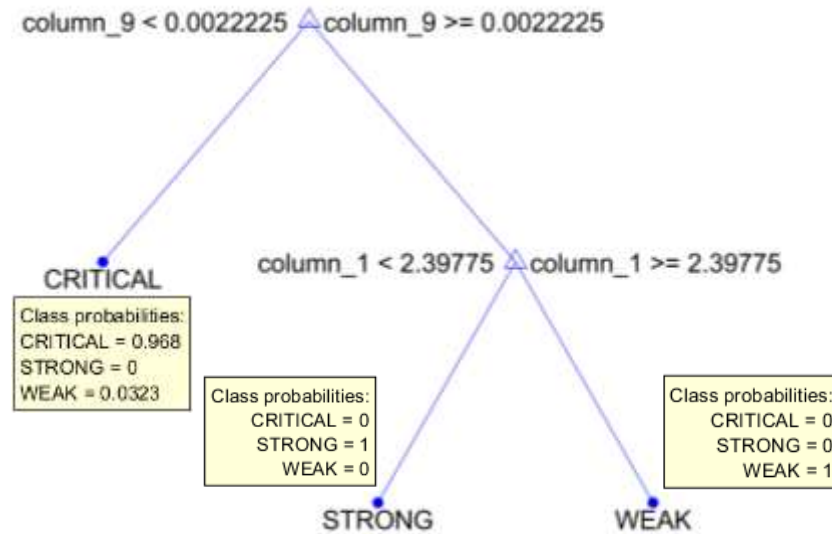 column_9 < 0.0022225 column_9 >= 0.0022225
column_1 < 2.39775 column_1 >= 2.39775
CRITICAL
Class probabilities:
CRITICAL = 0.968
STRONG = 0
WEAK = 0.0323
Class probabilities:
CRITICAL = 0
STRONG = 1
WEAK = 0
Class probabilities:
CRITICAL = 0
STRONG = 0
WEAK = 1
STRONG
WEAK